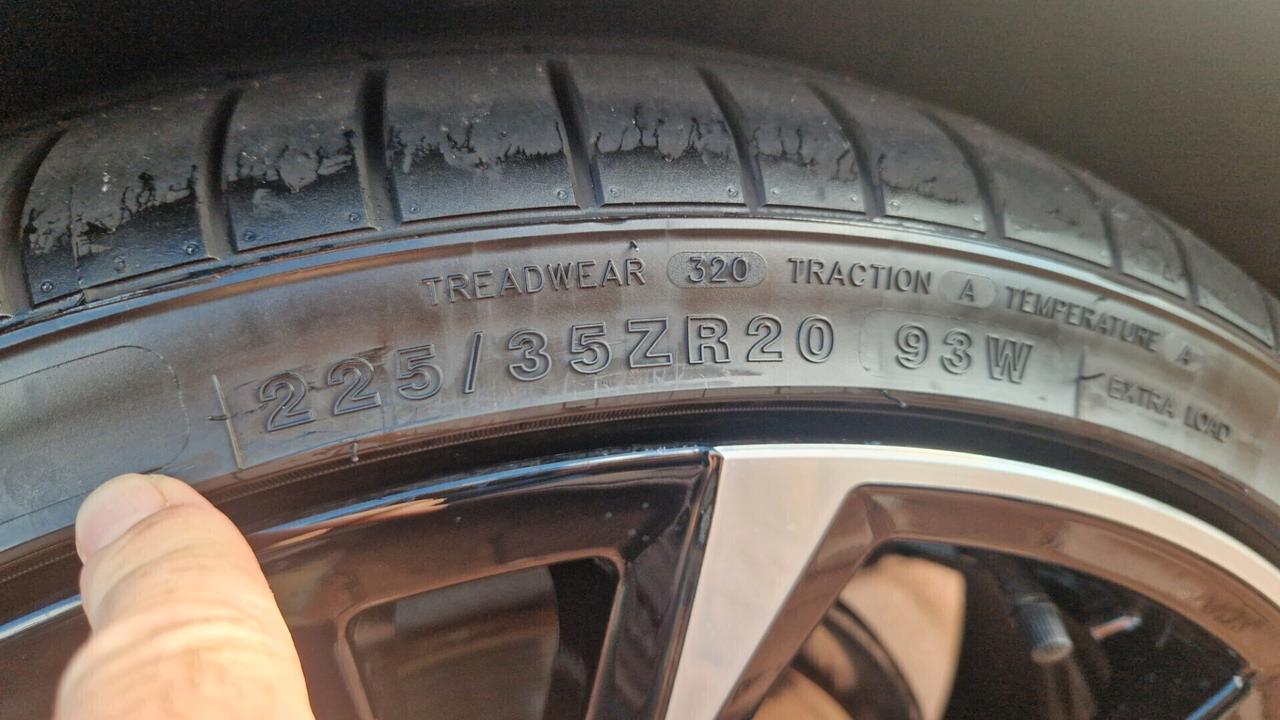 TREADWEAR 320 TRACTION A TEMPERATURE A
225/35ZR20 93W EXTRA LOAD